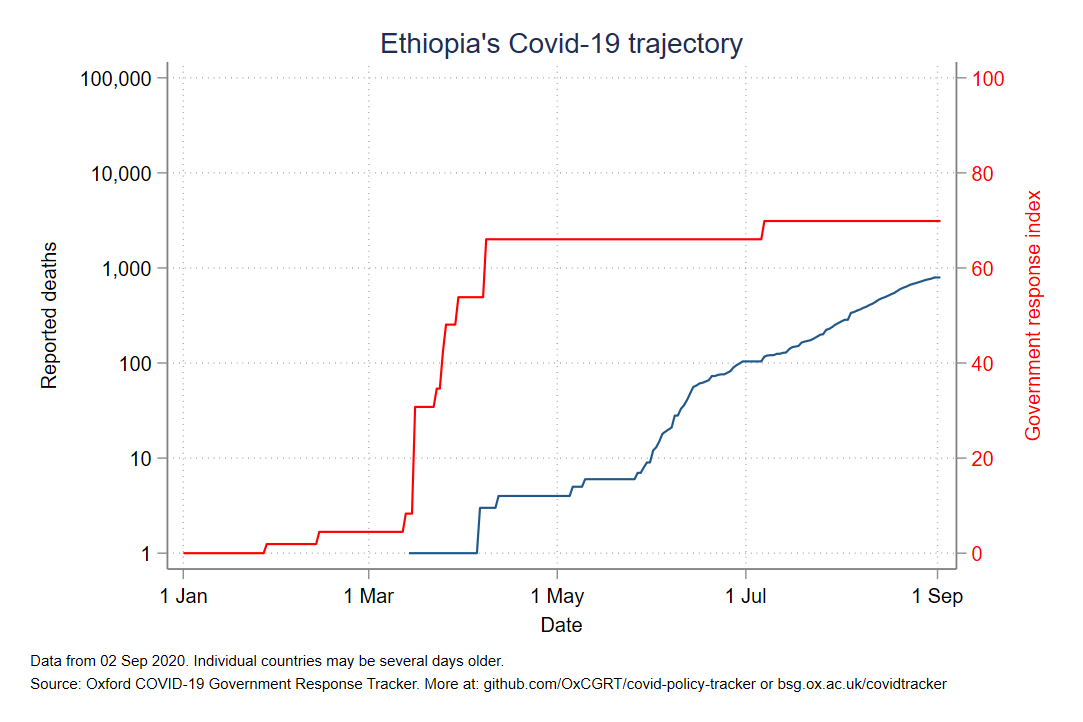 Ethiopia's Covid-19 trajectory
100,000
10,000
1,000
100
10
1
Reported deaths
100
80
60
40
20
0
Government response index
1 Jan
1 Mar
1 May
1 Jul
1 Sep
Date
Data from 02 Sep 2020. Individual countries may be several days older.
Source: Oxford COVID-19 Government Response Tracker. More at: github.com/OxCGRT/covid-policy-tracker or bsg.ox.ac.uk/covidtracker